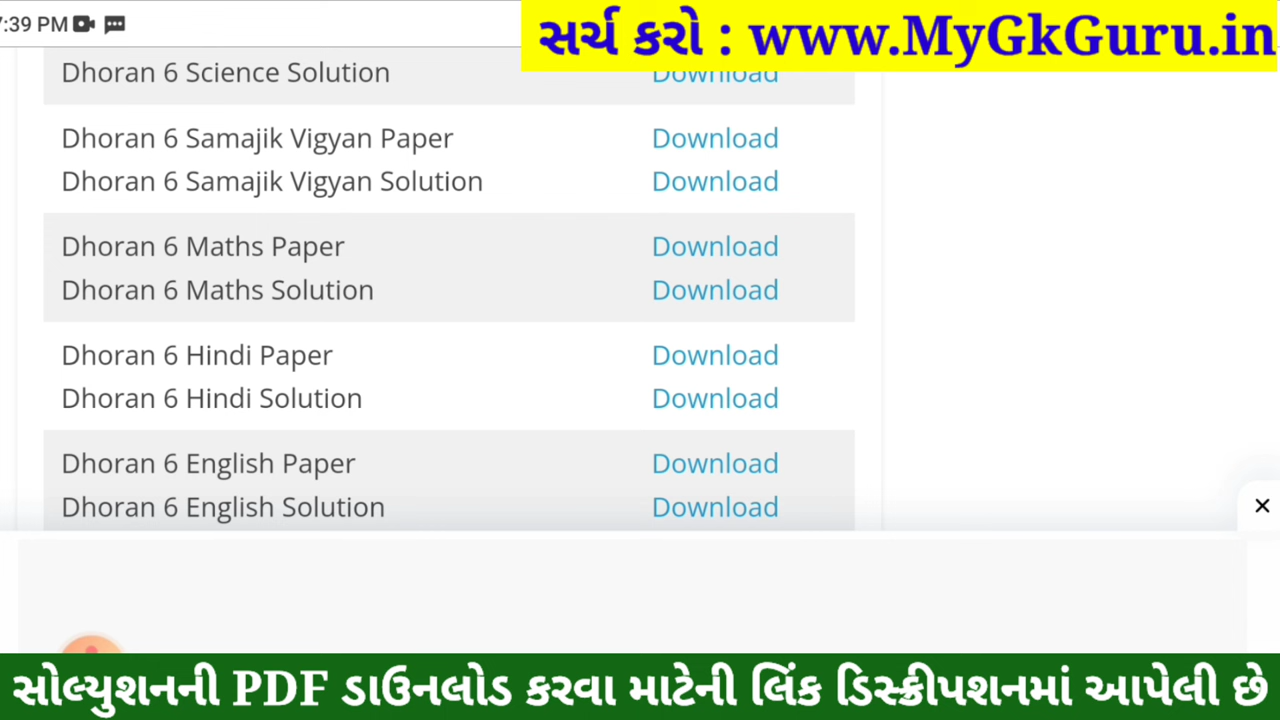 7:39 PM
સર્ચ કરો : www.MyGkGuru.in
Dhoran 6 Science Solution Download
Dhoran 6 Samajik Vigyan Paper Download
Dhoran 6 Samajik Vigyan Solution Download
Dhoran 6 Maths Paper Download
Dhoran 6 Maths Solution Download
Dhoran 6 Hindi Paper Download
Dhoran 6 Hindi Solution Download
Dhoran 6 English Paper Download
Dhoran 6 English Solution Download
સોલ્યુશનની PDF ડાઉનલોડ કરવા માટેની લિંક ડિસ્ક્રીપશનમાં આપેલી છે